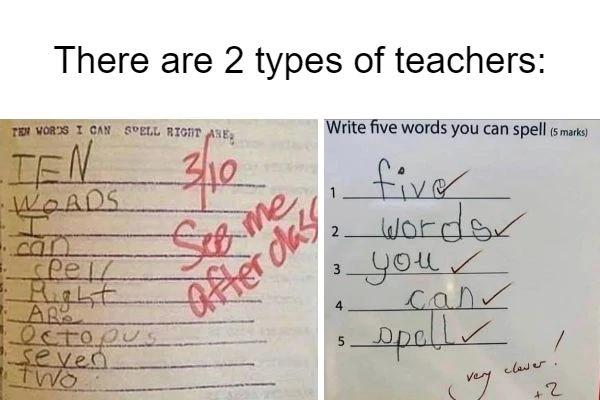 There are 2 types of teachers:
TEN WORDS I CAN SPELL RIGHT ARE:
TEN
WORDS
I
can
spell
Right
ARE
octopus
seven
TWO
3/10
See me
after class
Write five words you can spell (5 marks)
1 five
2 words
3 you
4 can
5 spell
very clever!
+2